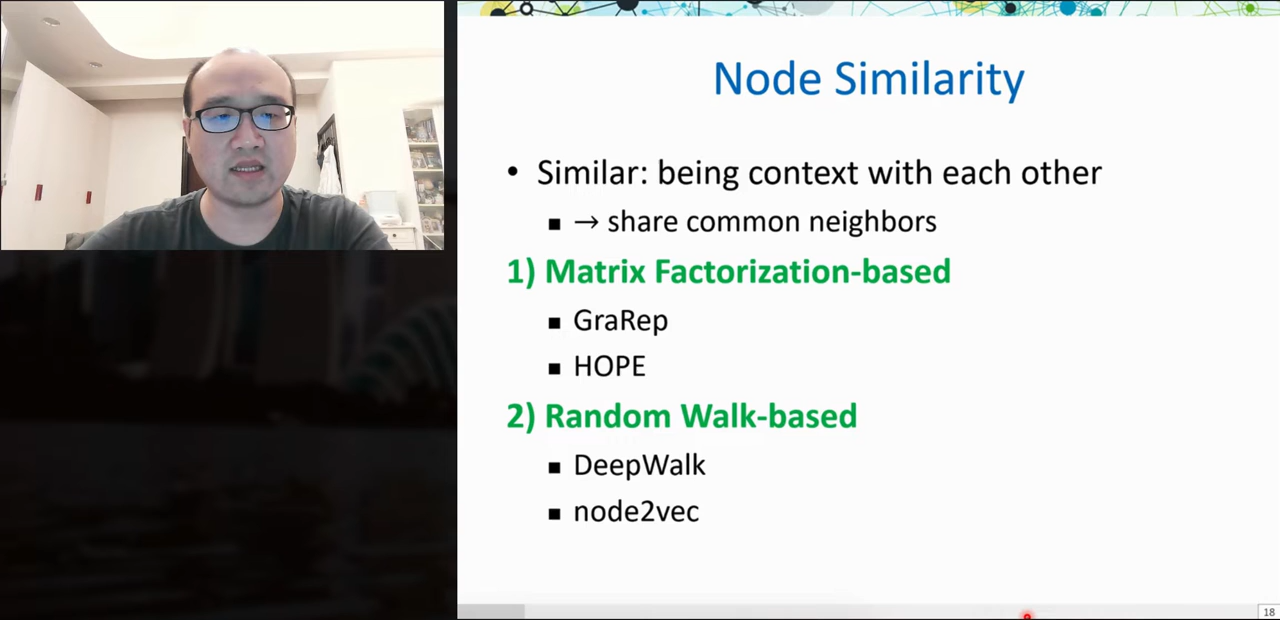 Node Similarity
• Similar: being context with each other
▪ → share common neighbors
1) Matrix Factorization-based
▪ GraRep
▪ HOPE
2) Random Walk-based
▪ DeepWalk
▪ node2vec
18